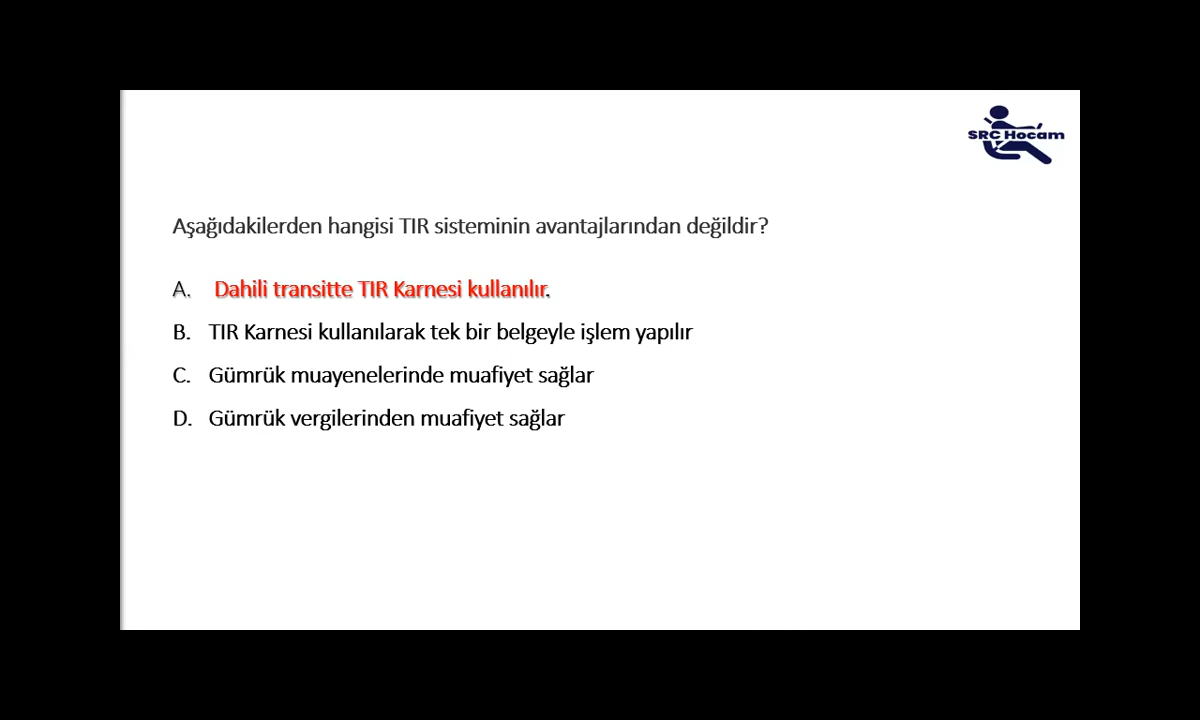 SRC Hocam
Aşağıdakilerden hangisi TIR sisteminin avantajlarından değildir?
A. Dahili transitte TIR Karnesi kullanılır.
B. TIR Karnesi kullanılarak tek bir belgeyle işlem yapılır
C. Gümrük muayenelerinde muafiyet sağlar
D. Gümrük vergilerinden muafiyet sağlar